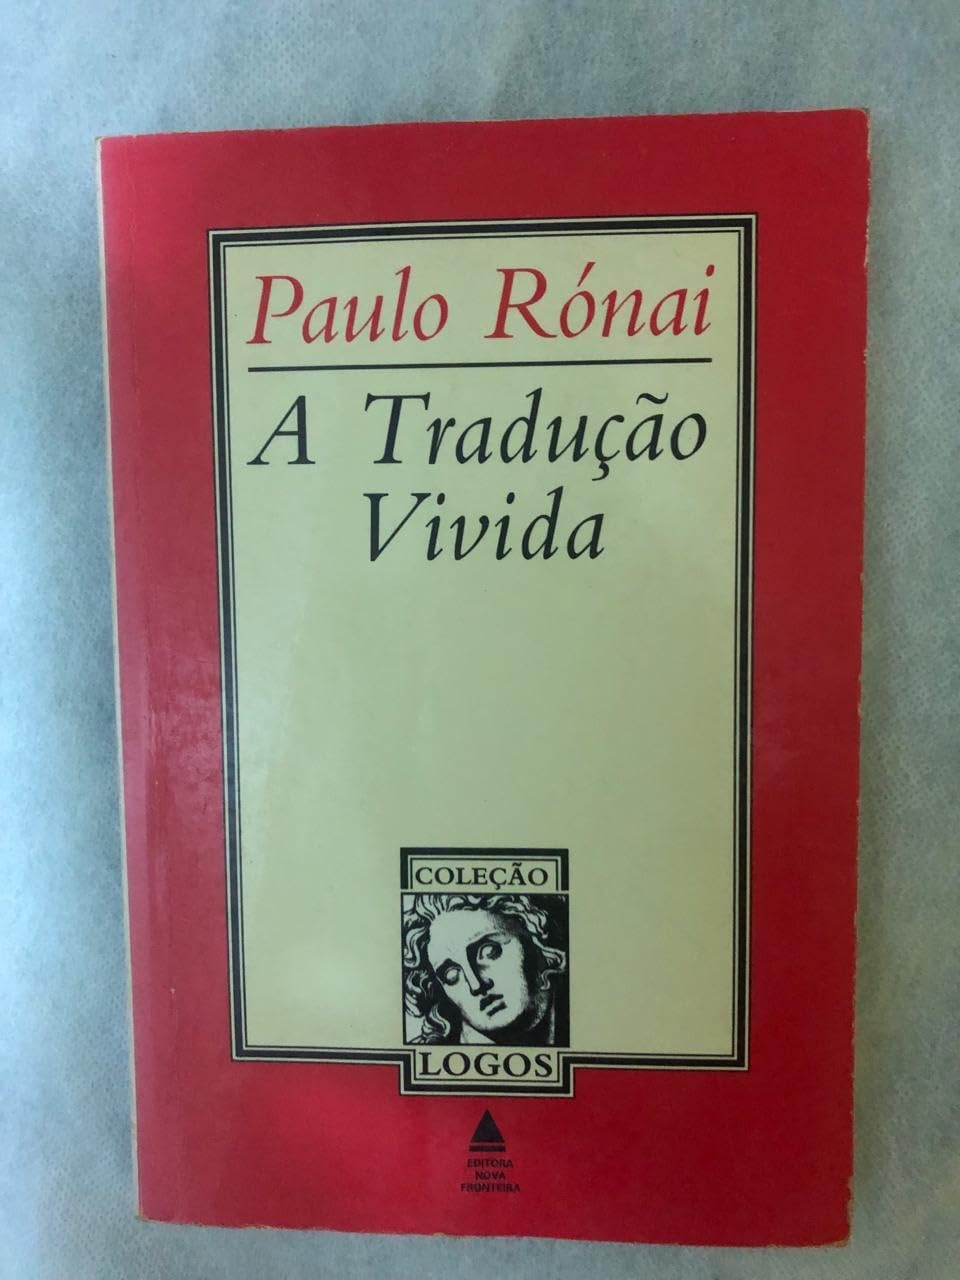 Paulo Rónai
A Tradução
Vivida
COLEÇÃO
LOGOS
EDITORA
NOVA
FRONTEIRA